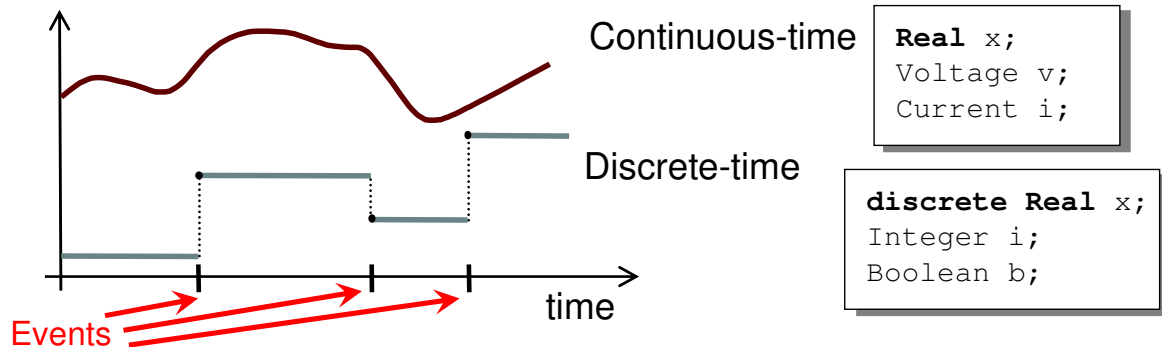 Continuous-time
Real x;
Voltage v;
Current i;
Discrete-time
discrete Real x;
Integer i;
Boolean b;
time
Events